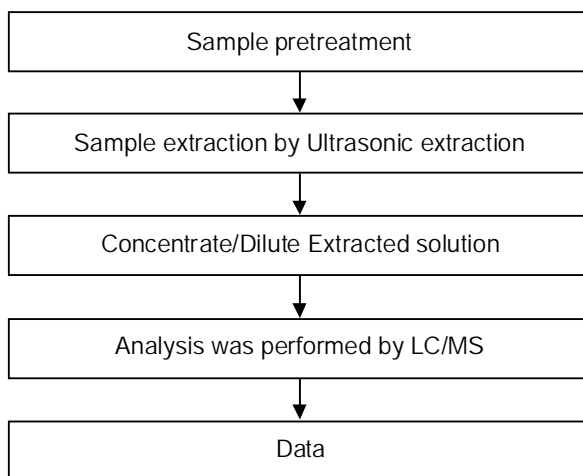 Sample pretreatment
Sample extraction by Ultrasonic extraction
Concentrate/Dilute Extracted solution
Analysis was performed by LC/MS
Data